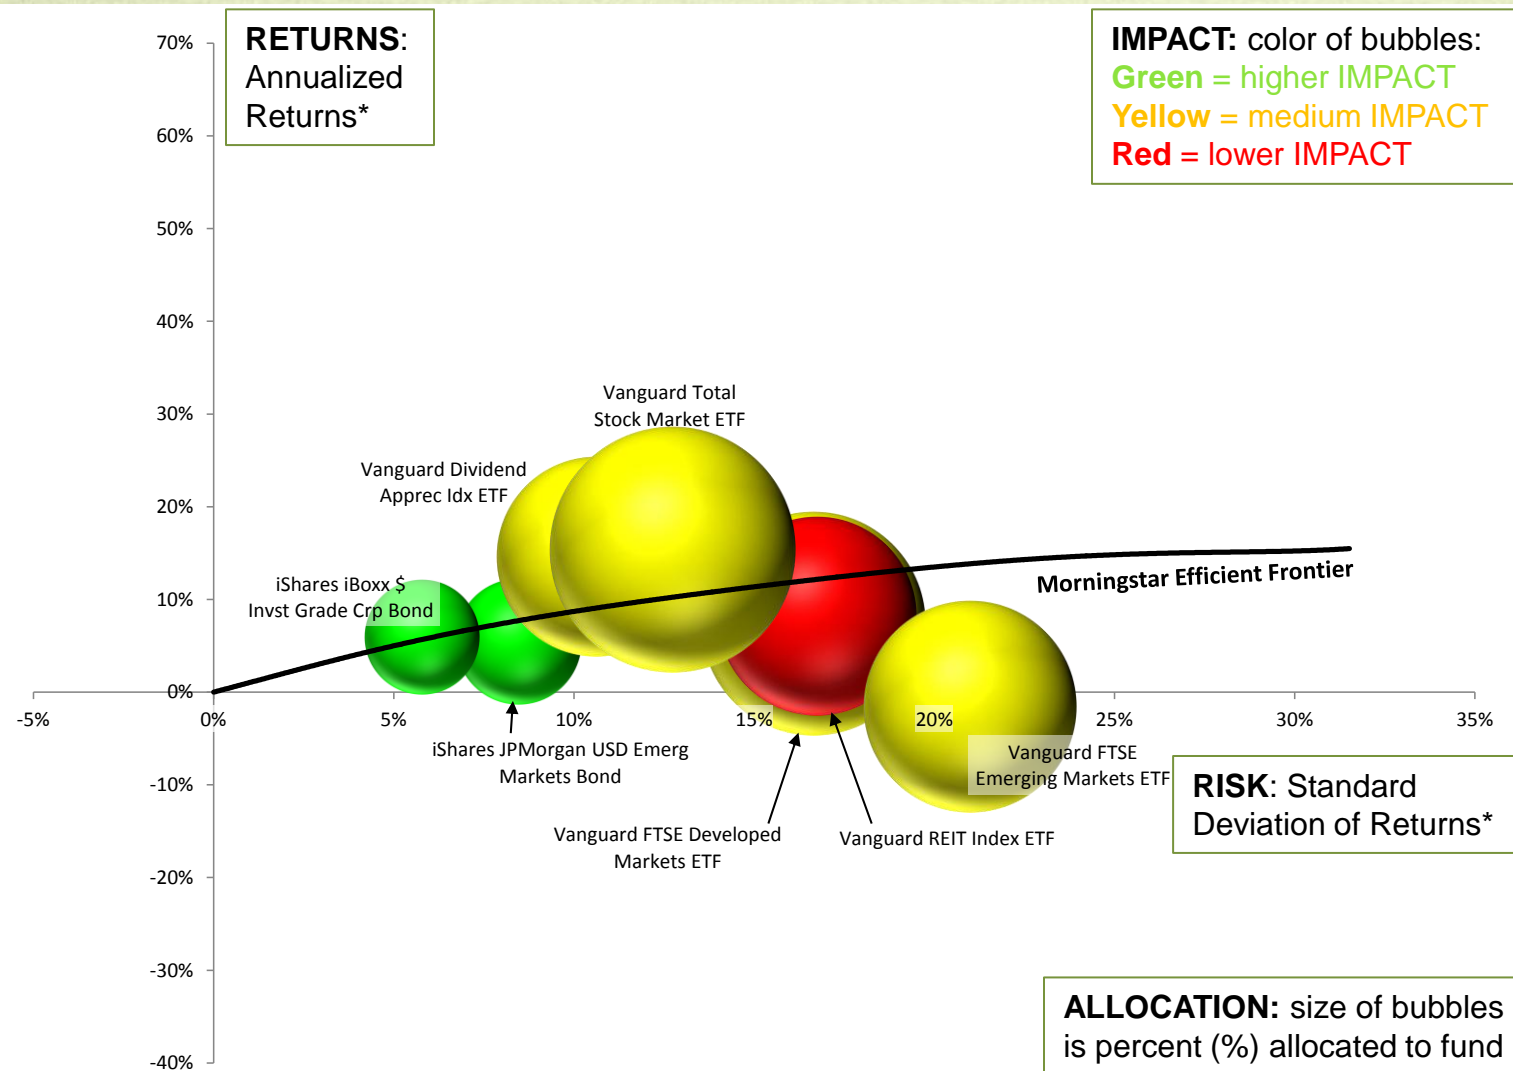 RETURNS:
Annualized
Returns*
IMPACT: color of bubbles:
Green = higher IMPACT
Yellow = medium IMPACT
Red = lower IMPACT
70%
60%
50%
40%
30%
20%
10%
0%
-10%
-20%
-30%
-40%
-5%
0%
5%
10%
15%
20%
25%
30%
35%
Vanguard Total
Stock Market ETF
Vanguard Dividend
Apprec Idx ETF
iShares iBoxx $
Invst Grade Crp Bond
Morningstar Efficient Frontier
iShares JPMorgan USD Emerg
Markets Bond
Vanguard FTSE
Emerging Markets ETF
Vanguard FTSE Developed
Markets ETF
Vanguard REIT Index ETF
RISK: Standard
Deviation of Returns*
ALLOCATION: size of bubbles
is percent (%) allocated to fund